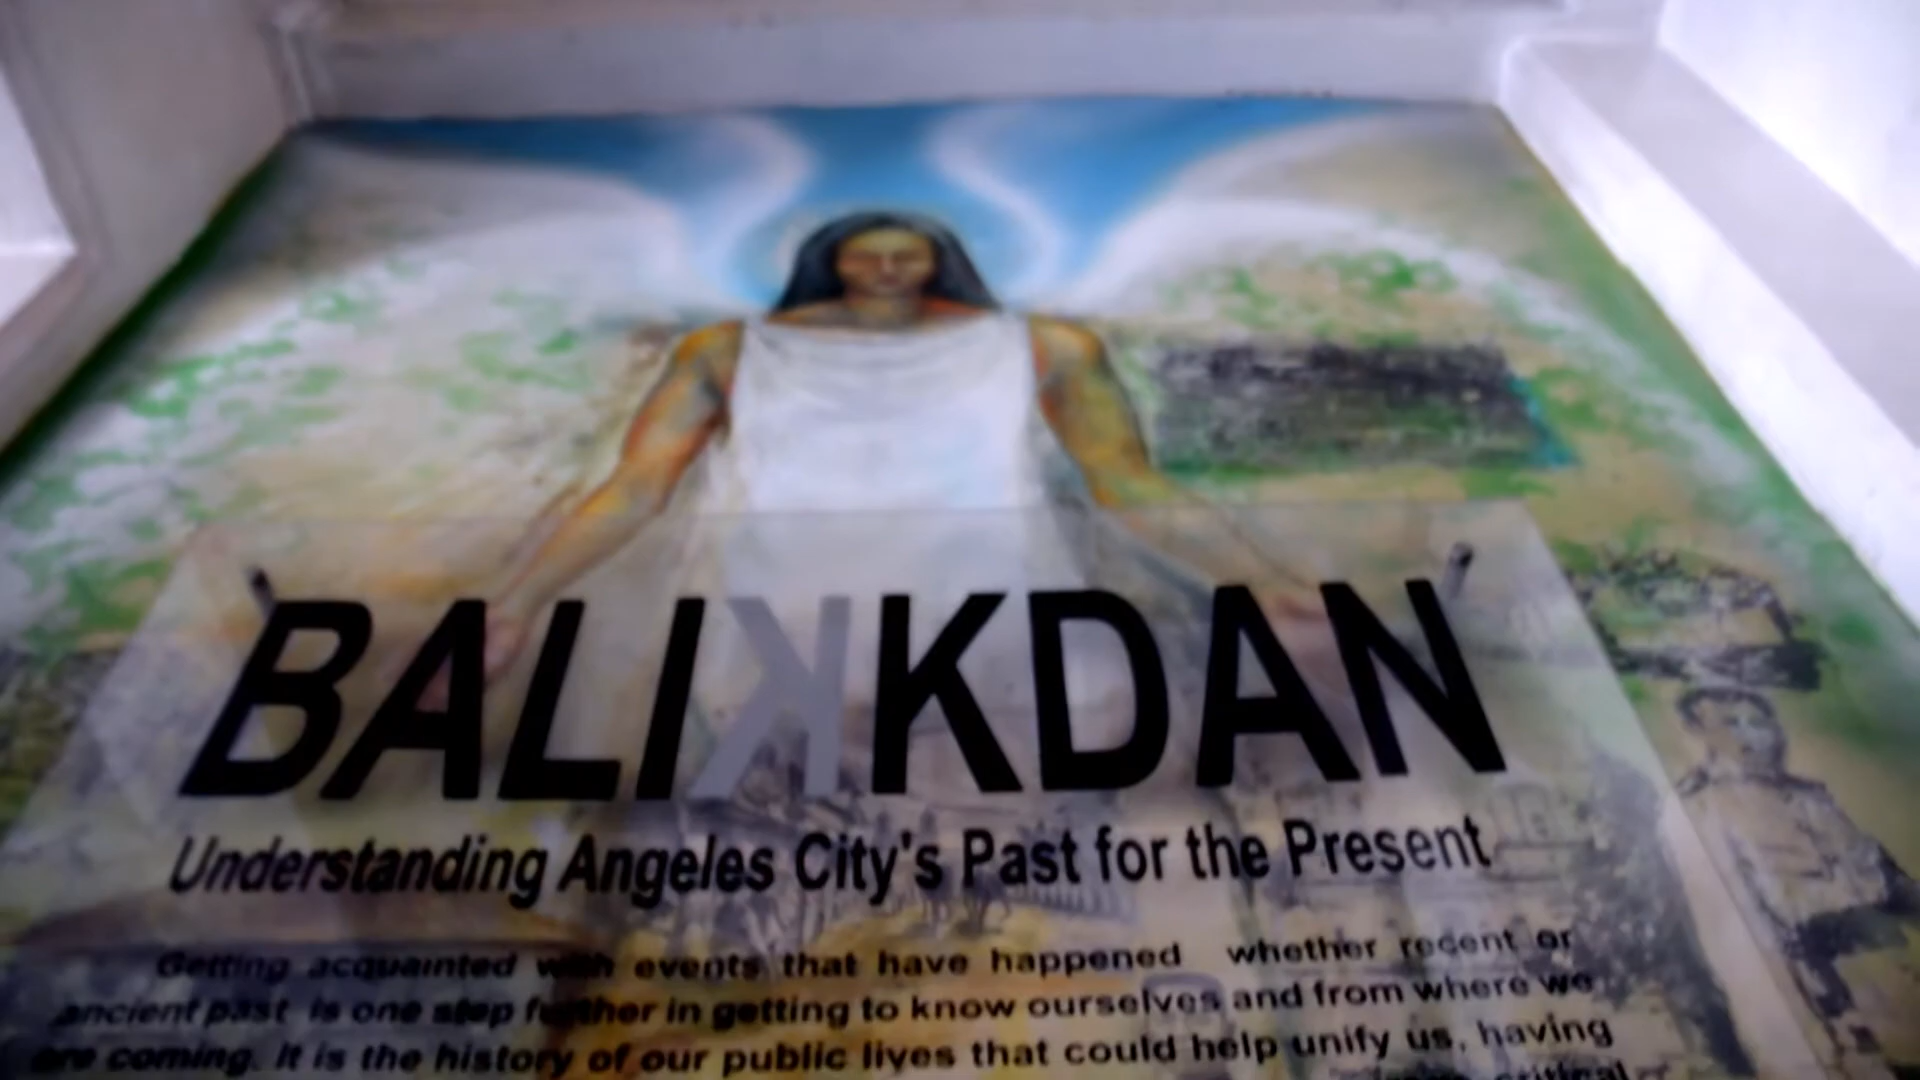 BALIKKDAN
Understanding Angeles City's Past for the Present
Getting acquainted with events that have happened whether recent or
ancient past is one step further in getting to know ourselves and from where we
are coming. It is the history of our public lives that could help unify us, having
critical